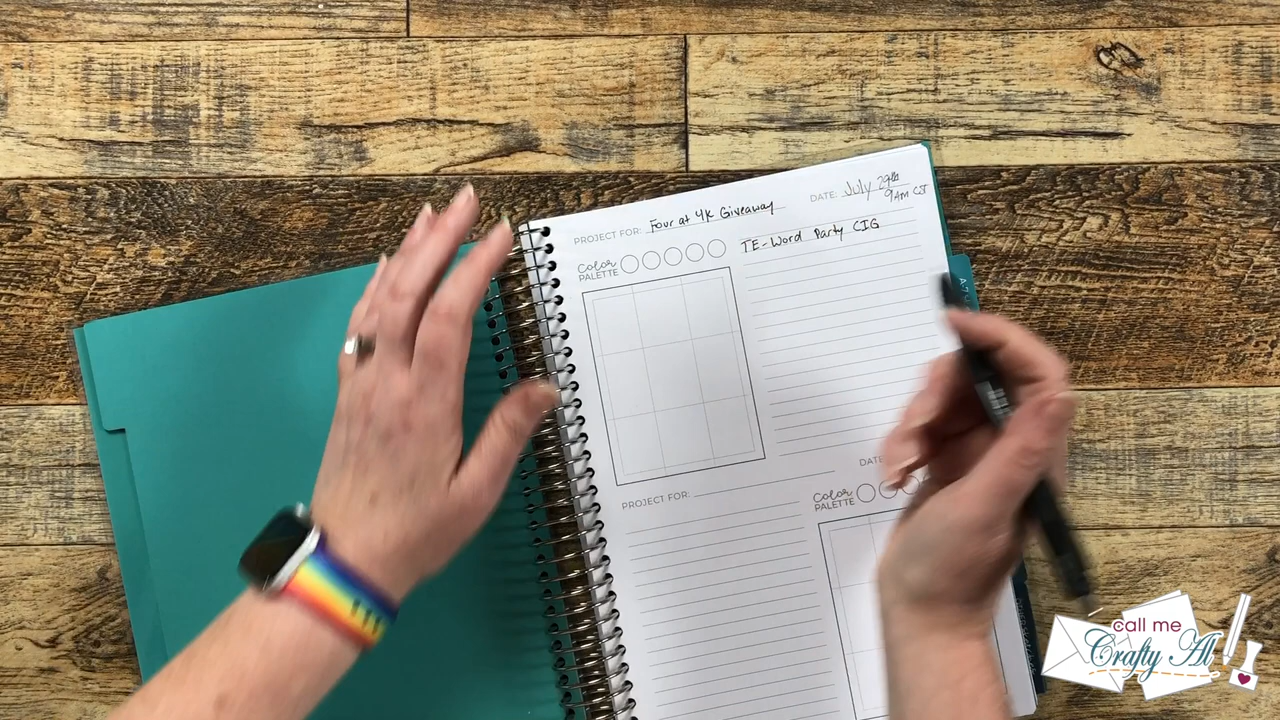 PROJECT FOR: Four at 4K Giveaway
DATE: July 29th
9AM CST
Color
PALETTE
TE-Word Party CIG
PROJECT FOR:
DATE
Color
PALETTE
call me
Crafty Al